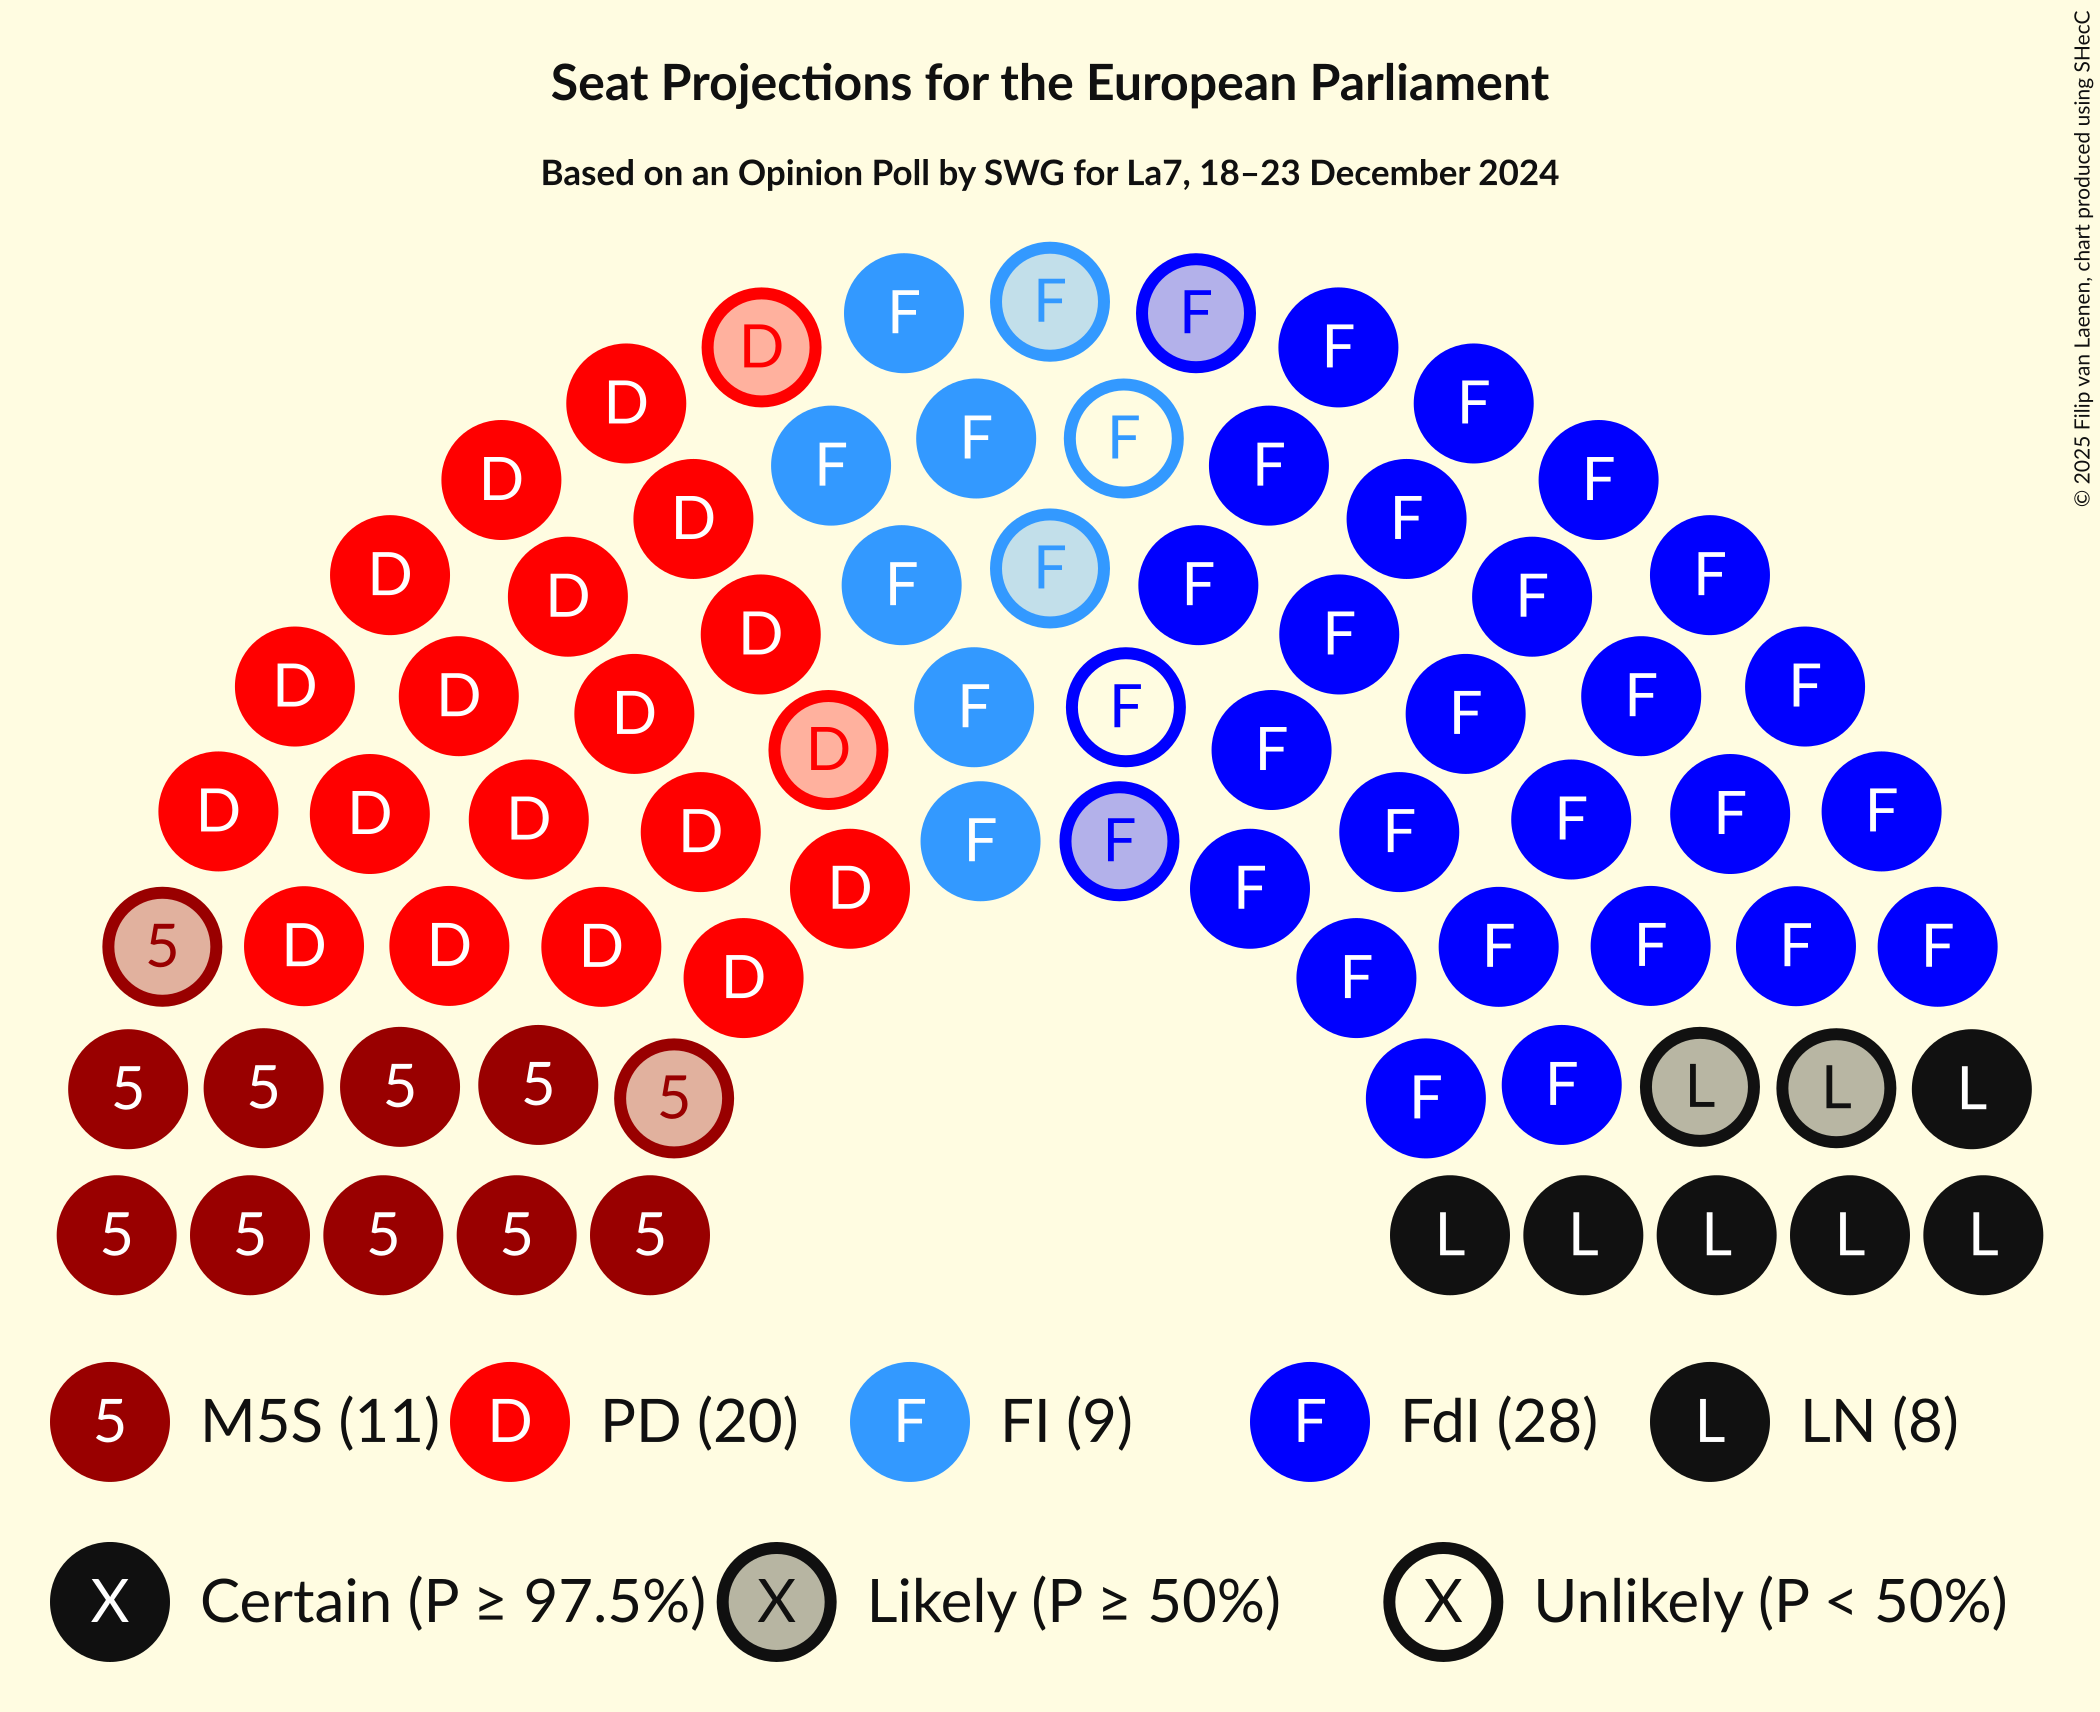 Seat Projections for the European Parliament
Based on an Opinion Poll by SWG for La7, 18–23 December 2024
© 2025 Filip van Laenen, chart produced using SHecC
F F F
D F
D F
F F
D F F F
D F
D D F F F F F
D F
D D D F F F F F
D F
D D D D F F F F F F
D F
5 D D D F F F F
D F
5 5 5 5 5 F F L L L
5 5 5 5 5 L L L L L
5 M5S (11) D PD (20) F FI (9) F FdI (28) L LN (8)
X Certain (P ≥ 97.5%) X Likely (P ≥ 50%) X Unlikely (P < 50%)